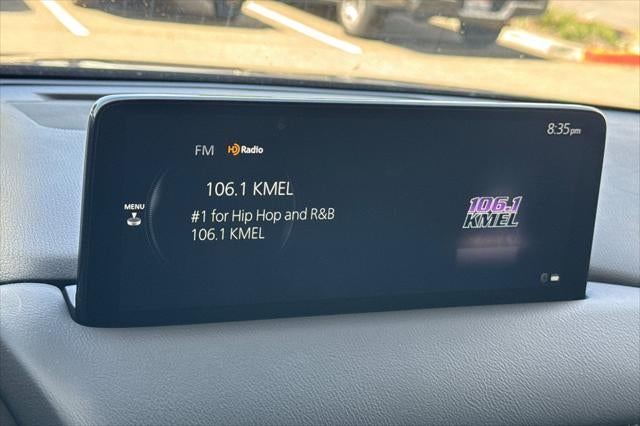 8:35pm
FM HD Radio
106.1 KMEL
MENU
#1 for Hip Hop and R&B
106.1 KMEL
106.1
KMEL